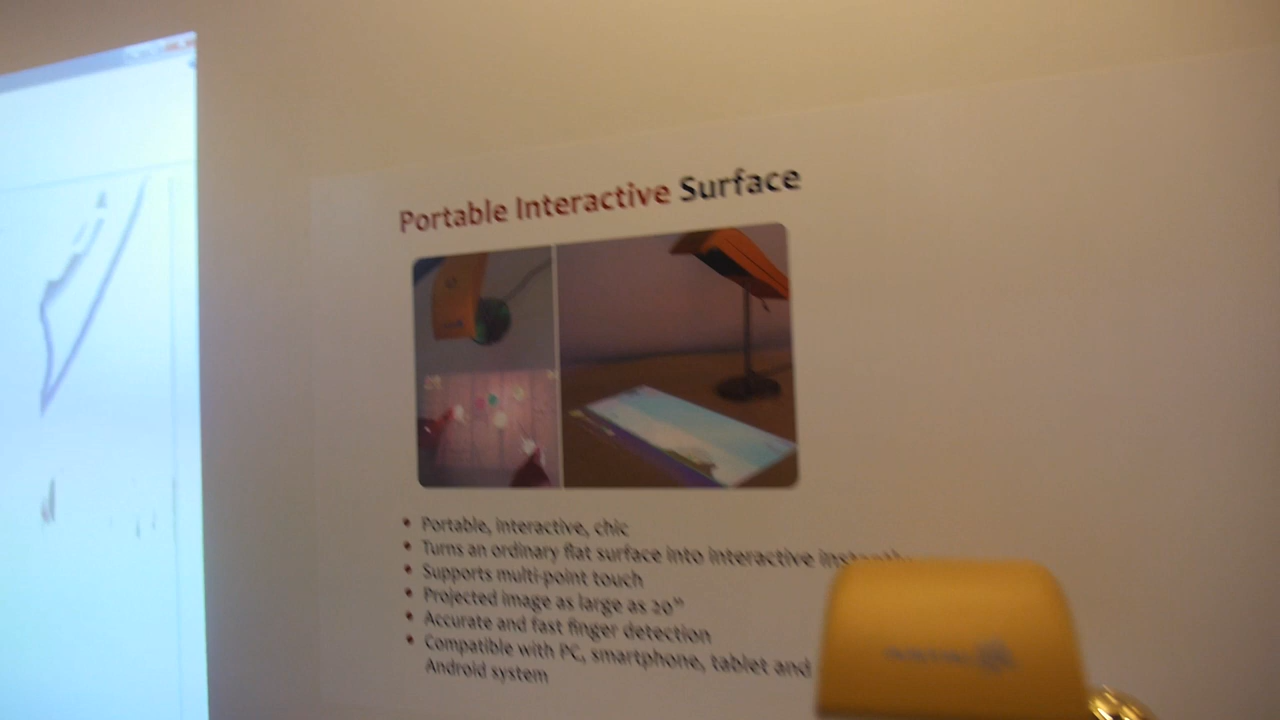 Portable Interactive Surface
• Portable, interactive, chic
• Turns an ordinary flat surface into interactive instantly
• Supports multi-point touch
• Projected image as large as 20"
• Accurate and fast finger detection
• Compatible with PC, smartphone, tablet and
Android system